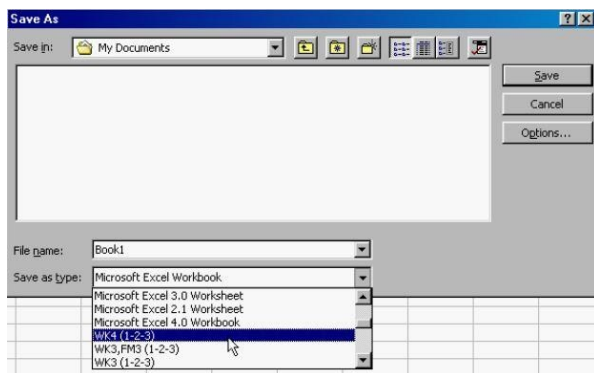 Save As
Save in: My Documents
Save
Cancel
Options...
File name: Book1
Save as type: Microsoft Excel Workbook
Microsoft Excel 3.0 Worksheet
Microsoft Excel 2.1 Worksheet
Microsoft Excel 4.0 Workbook
WK4 (1-2-3)
WK3,FM3 (1-2-3)
WK3 (1-2-3)